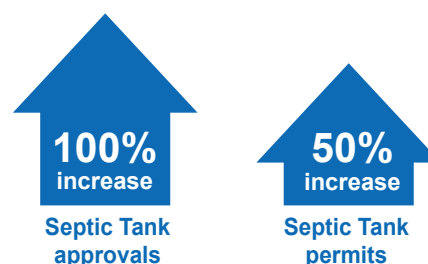 100%
increase
Septic Tank
approvals
50%
increase
Septic Tank
permits